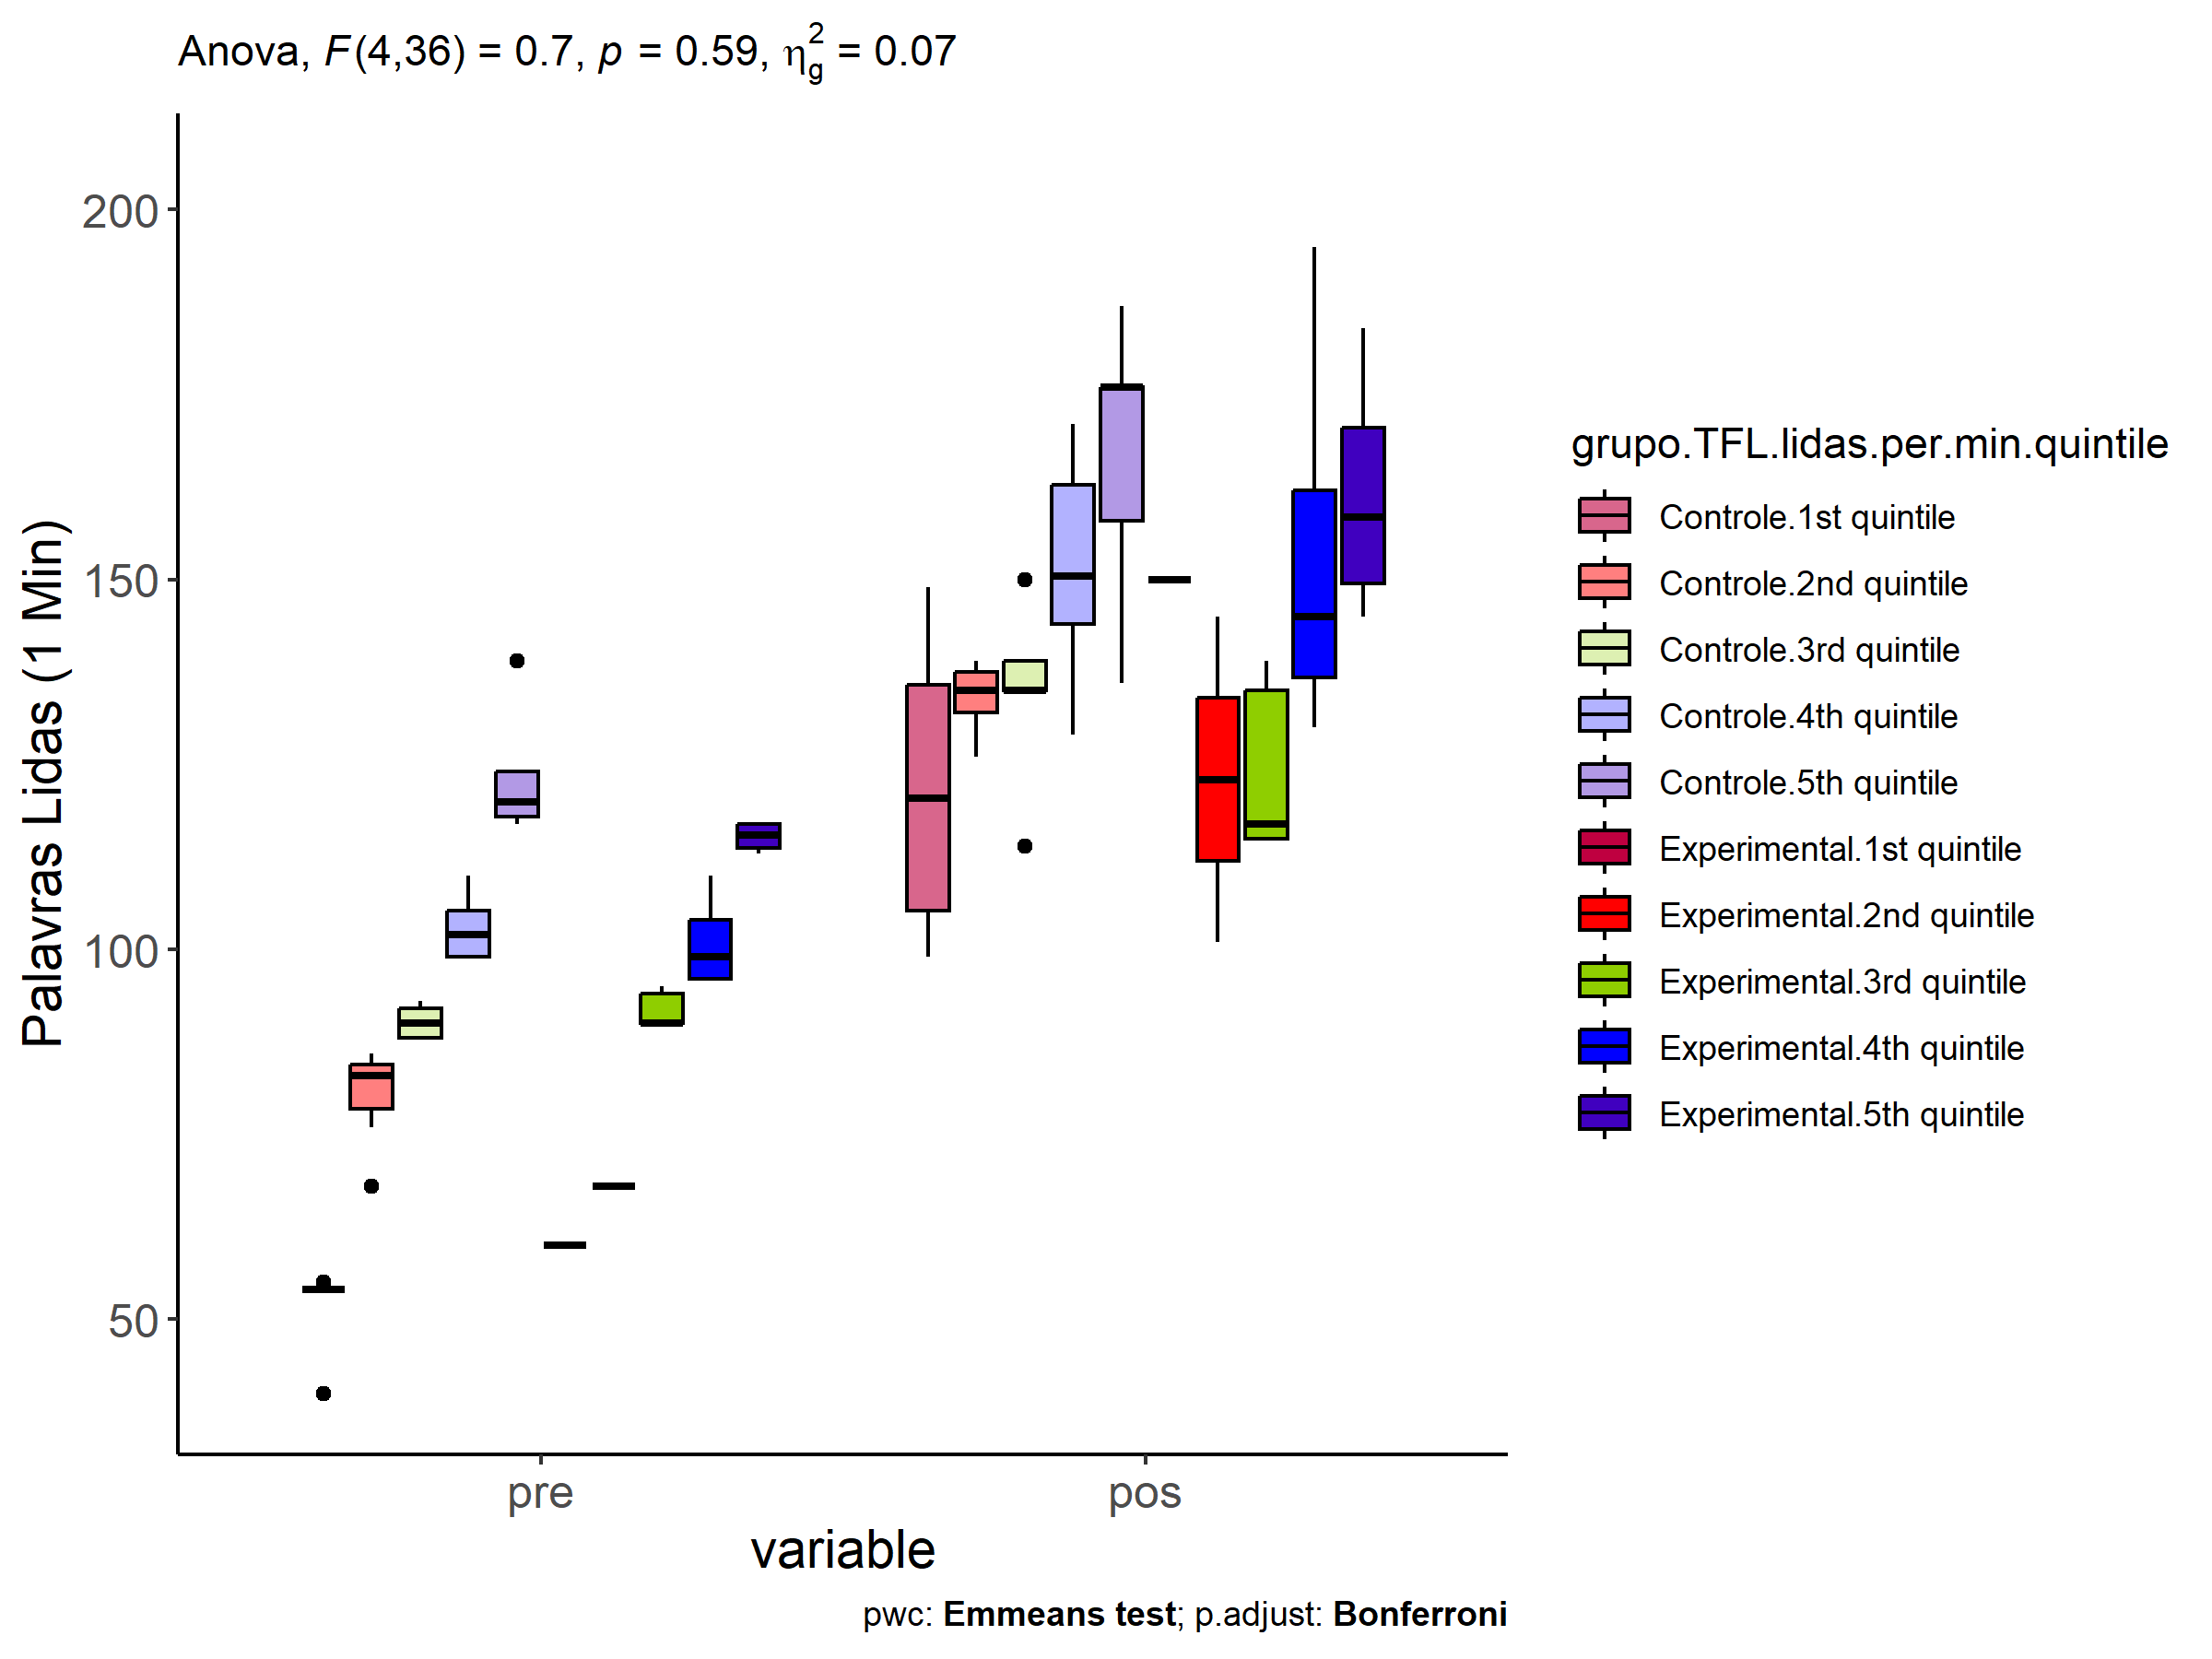 Anova, F(4,36) = 0.7, p = 0.59, η²g = 0.07
Palavras Lidas (1 Min)
200
150
100
50
pre
pos
variable
grupo.TFL.lidas.per.min.quintile
Controle.1st quintile
Controle.2nd quintile
Controle.3rd quintile
Controle.4th quintile
Controle.5th quintile
Experimental.1st quintile
Experimental.2nd quintile
Experimental.3rd quintile
Experimental.4th quintile
Experimental.5th quintile
pwc: Emmeans test; p.adjust: Bonferroni